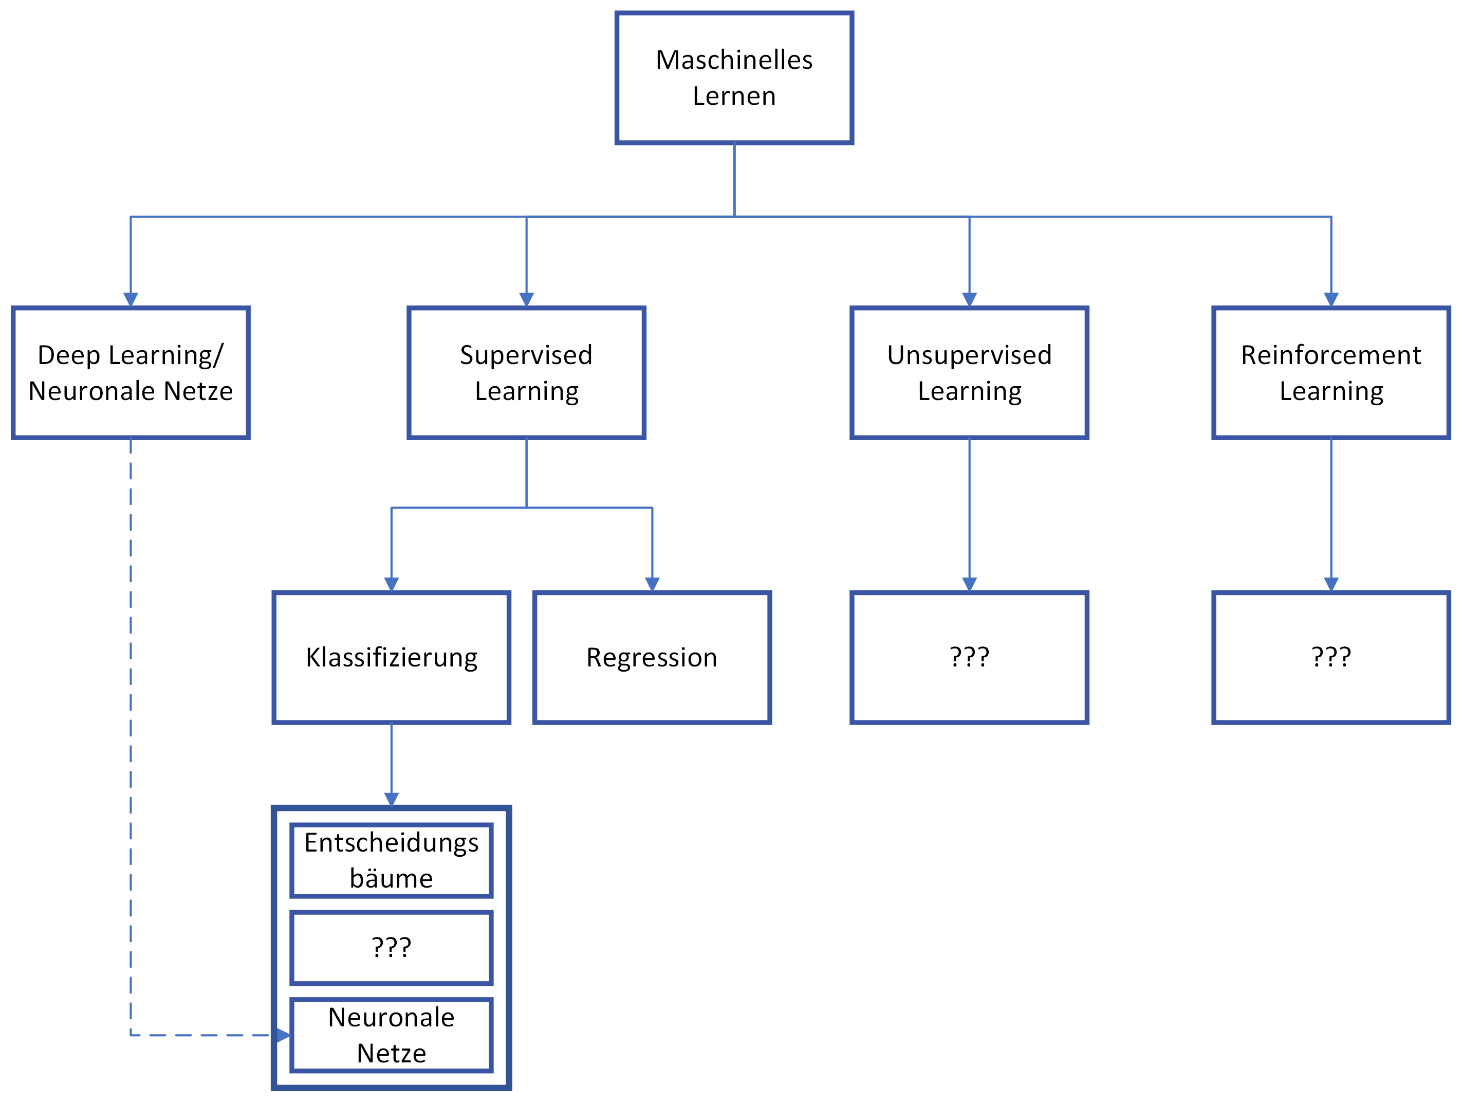 Maschinelles
Lernen
Deep Learning/
Neuronale Netze
Supervised
Learning
Unsupervised
Learning
Reinforcement
Learning
Klassifizierung
Regression
???
???
Entscheidungs
bäume
???
Neuronale
Netze